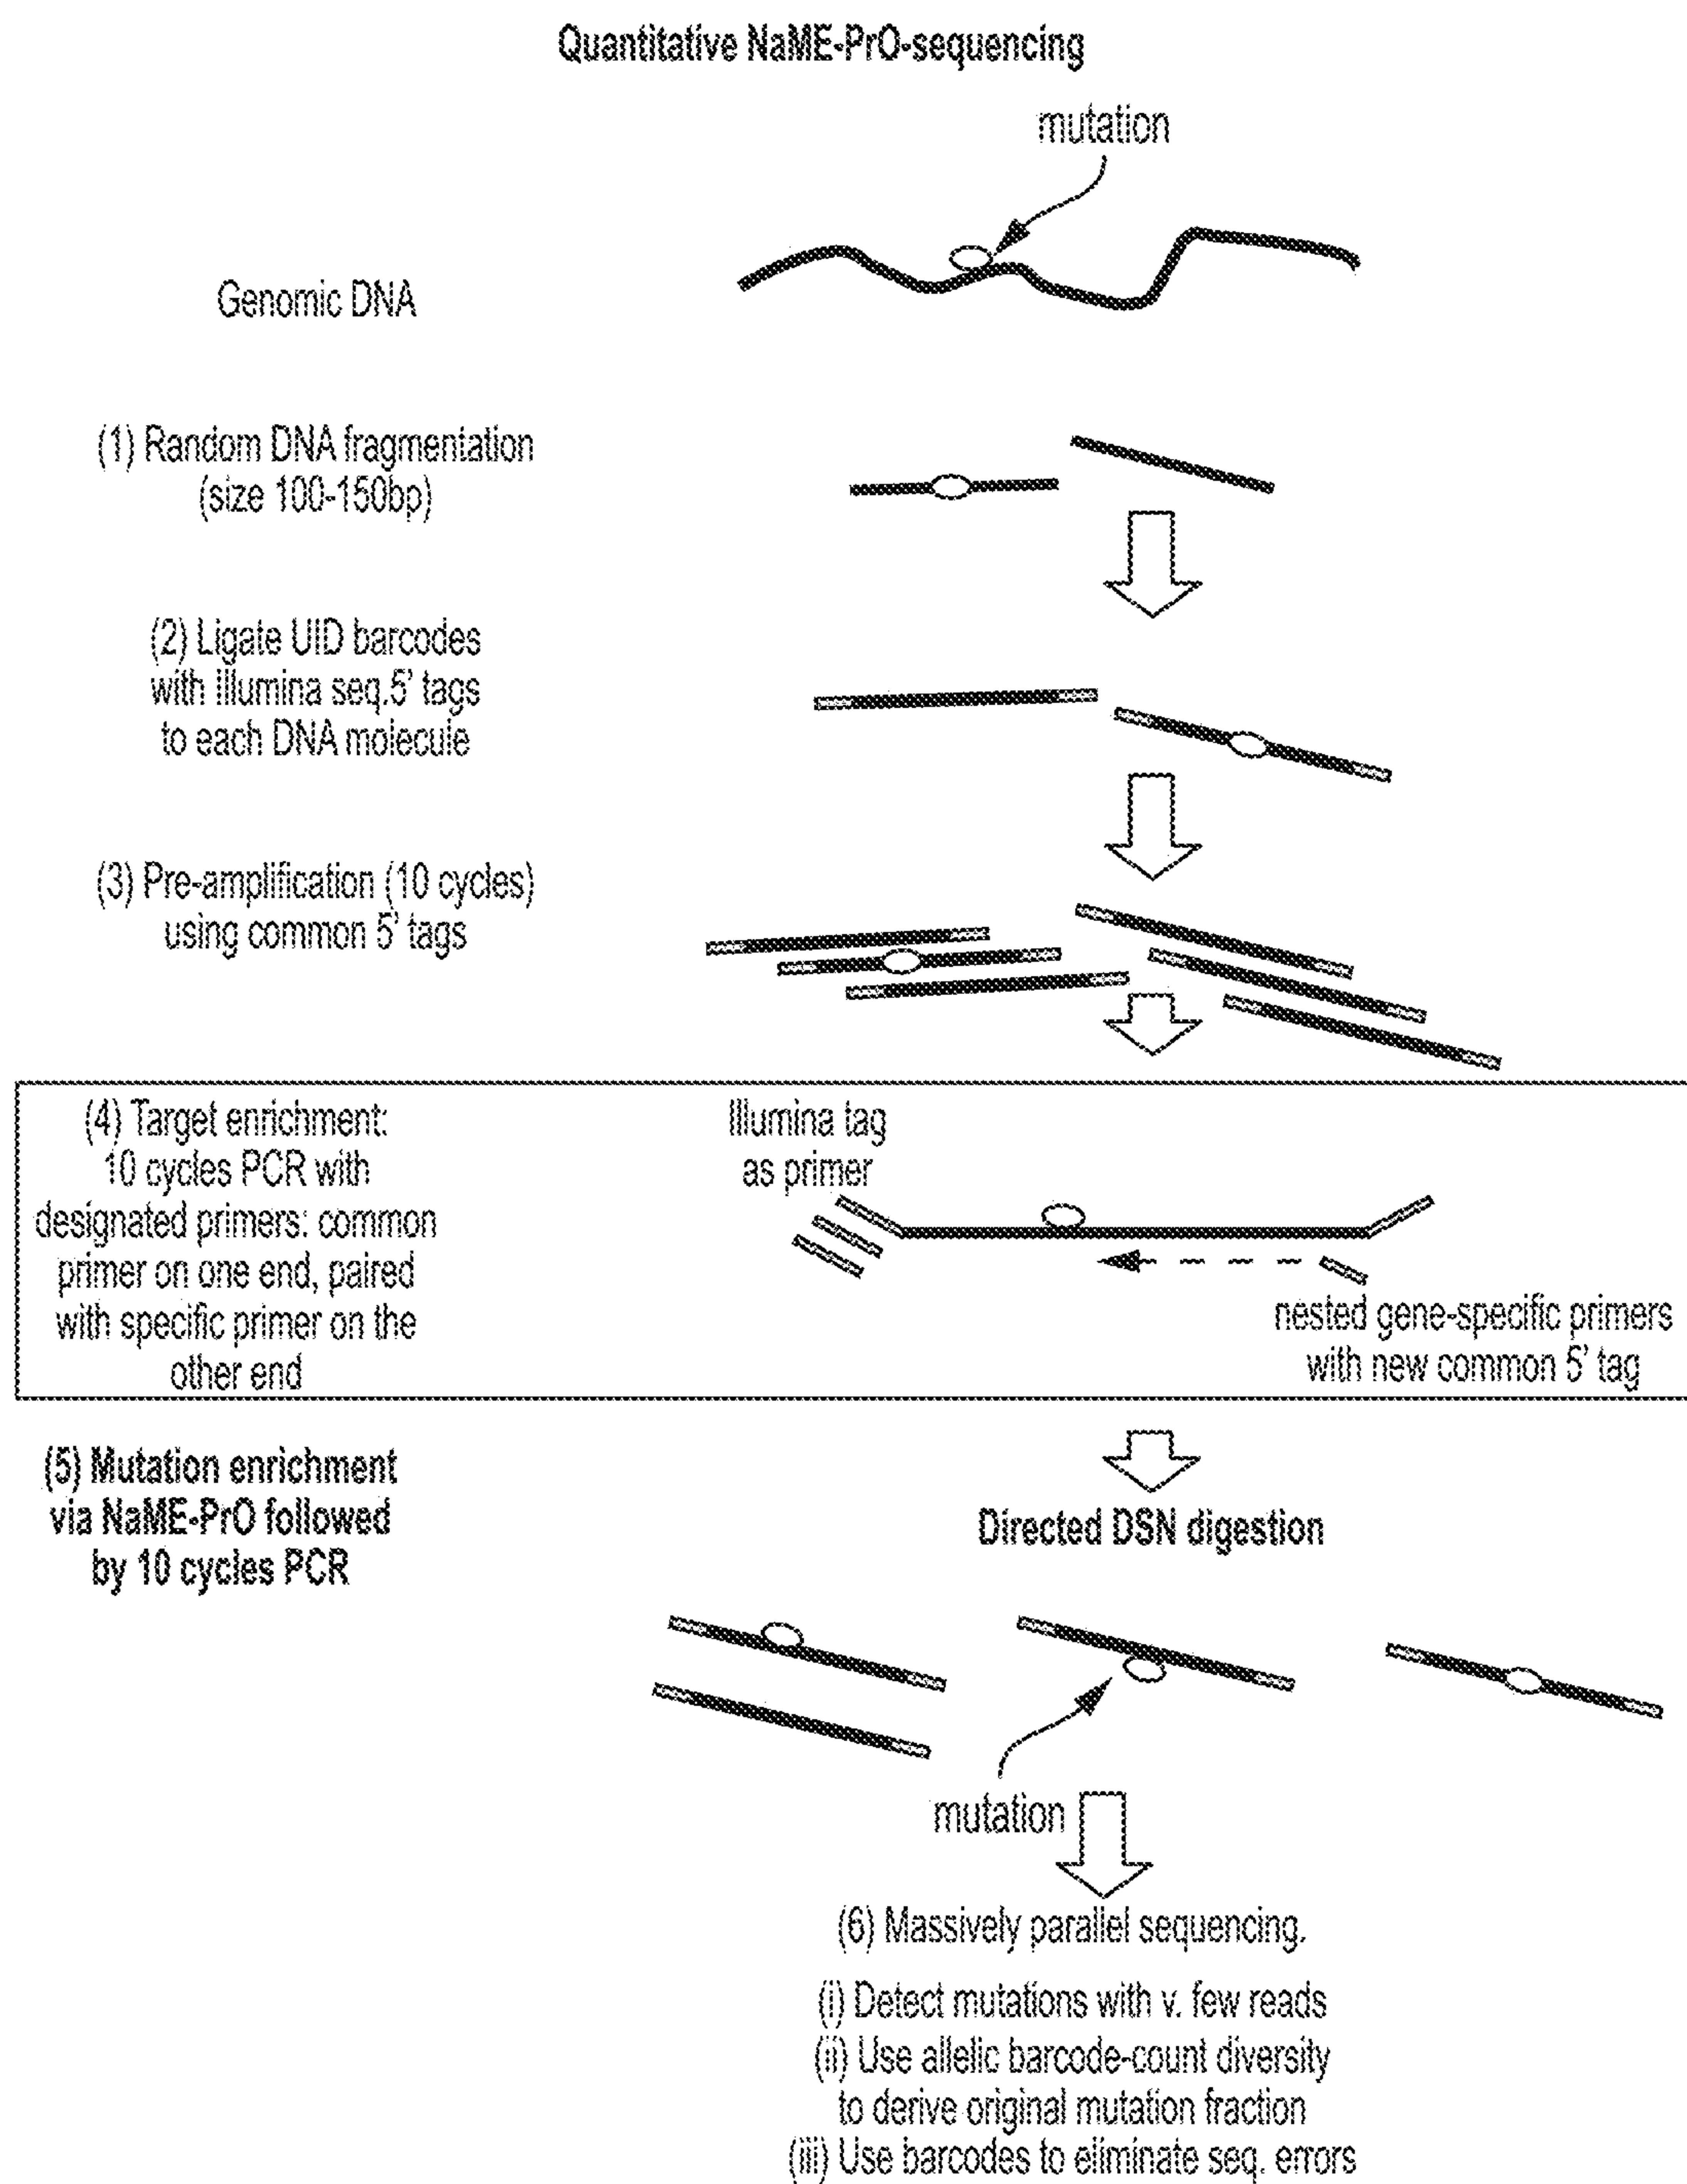 Quantitative NaME-PrO-sequencing
mutation
Genomic DNA
(1) Random DNA fragmentation
(size 100-150bp)
(2) Ligate UID barcodes
with Illumina seq.5' tags
to each DNA molecule
(3) Pre-amplification (10 cycles)
using common 5' tags
(4) Target enrichment:
10 cycles PCR with
designated primers: common
primer on one end, paired
with specific primer on the
other end
Illumina tag
as primer
nested gene-specific primers
with new common 5' tag
(5) Mutation enrichment
via NaME-PrO followed
by 10 cycles PCR
Directed DSN digestion
mutation
(6) Massively parallel sequencing.
(i) Detect mutations with v. few reads
(ii) Use allelic barcode-count diversity
to derive original mutation fraction
(iii) Use barcodes to eliminate seq. errors